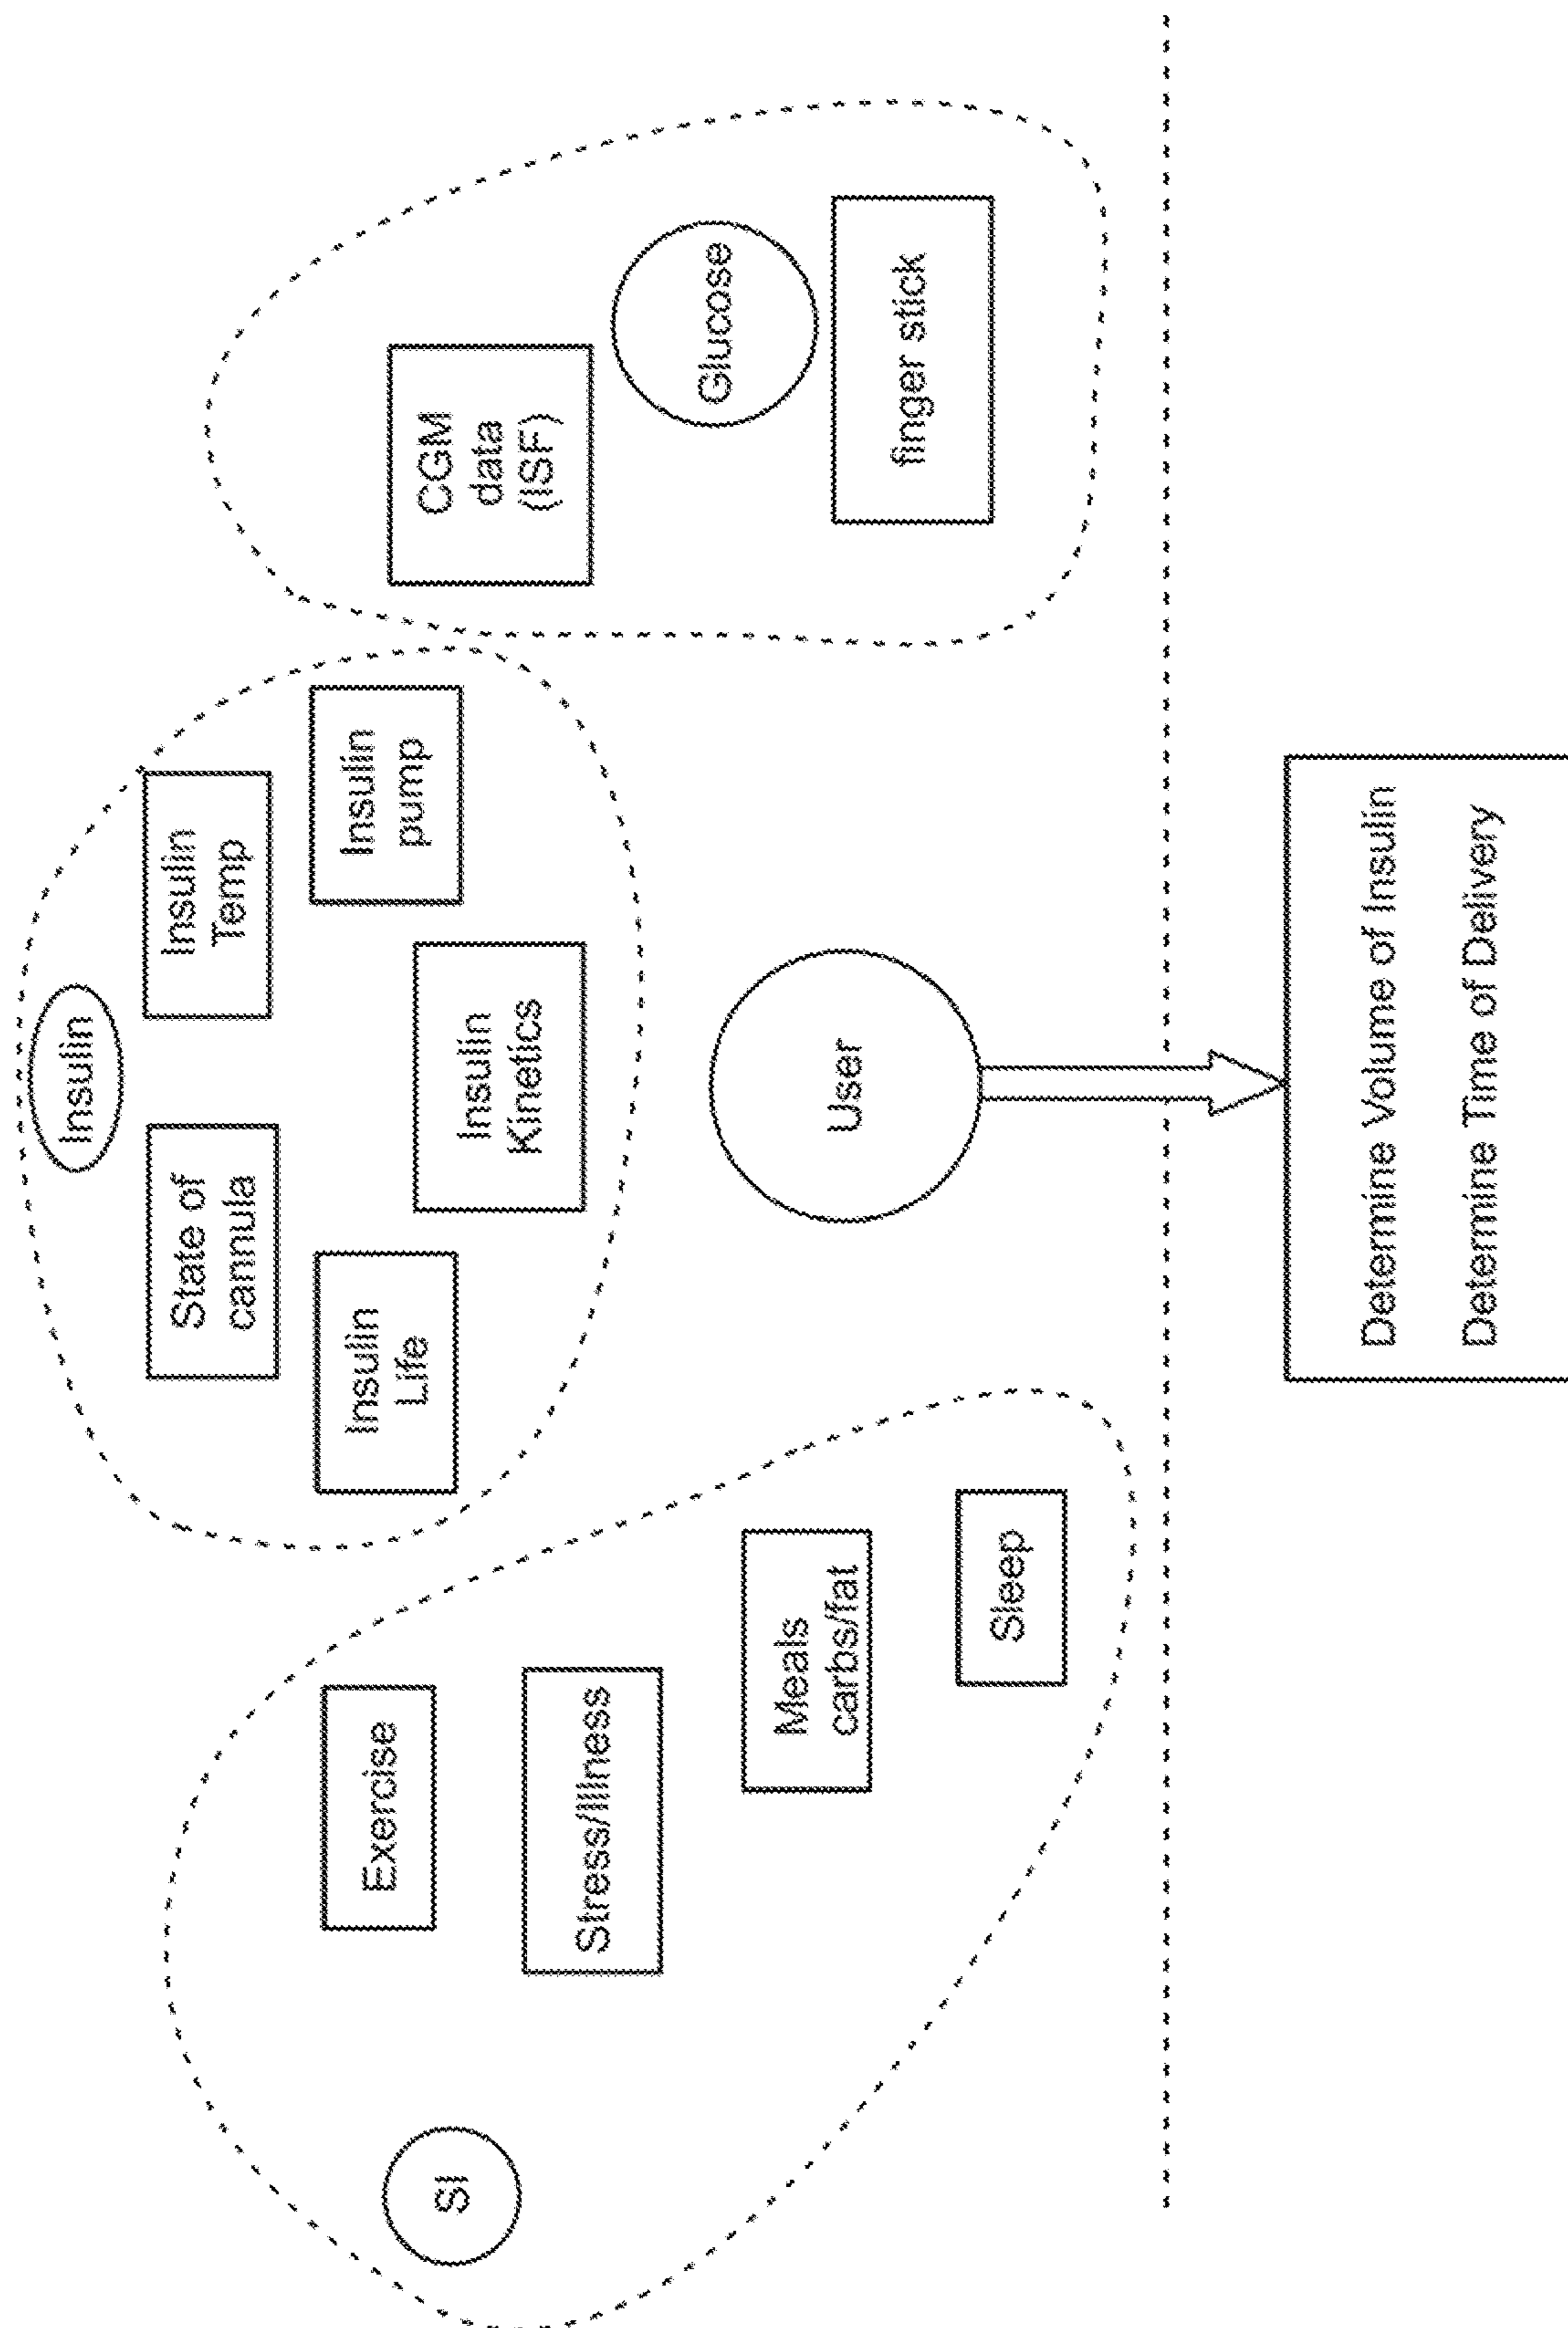 Insulin
State of
cannula
Insulin
Temp
Insulin
Life
Insulin
pump
Insulin
Kinetics
SI
Exercise
Stress/Illness
Meals
carbs/fat
Sleep
CGM
data
(ISF)
Glucose
finger stick
User
Determine Volume of Insulin
Determine Time of Delivery